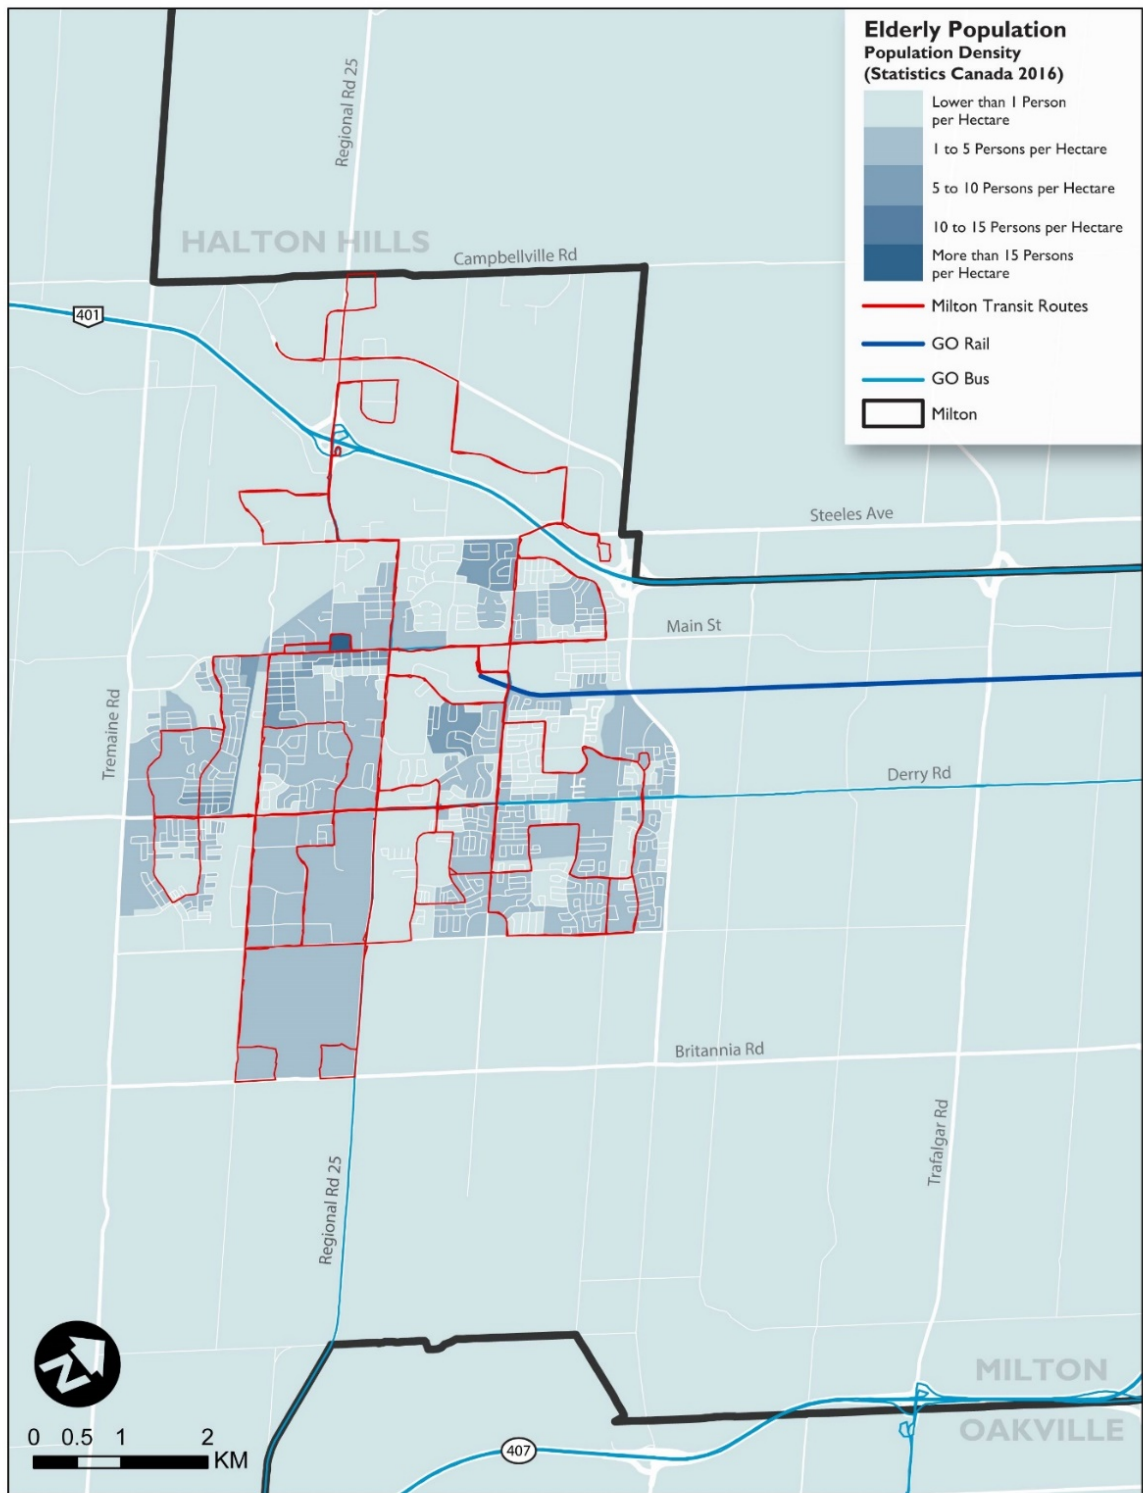 Elderly Population
Population Density
(Statistics Canada 2016)
Lower than 1 Person
per Hectare
1 to 5 Persons per Hectare
5 to 10 Persons per Hectare
10 to 15 Persons per Hectare
More than 15 Persons
per Hectare
Milton Transit Routes
GO Rail
GO Bus
Milton
Regional Rd 25
HALTON HILLS
Campbellville Rd
401
Steeles Ave
Main St
Tremaine Rd
Derry Rd
Britannia Rd
Trafalgar Rd
Regional Rd 25
N
MILTON
OAKVILLE
407
0 0.5 1 2
KM